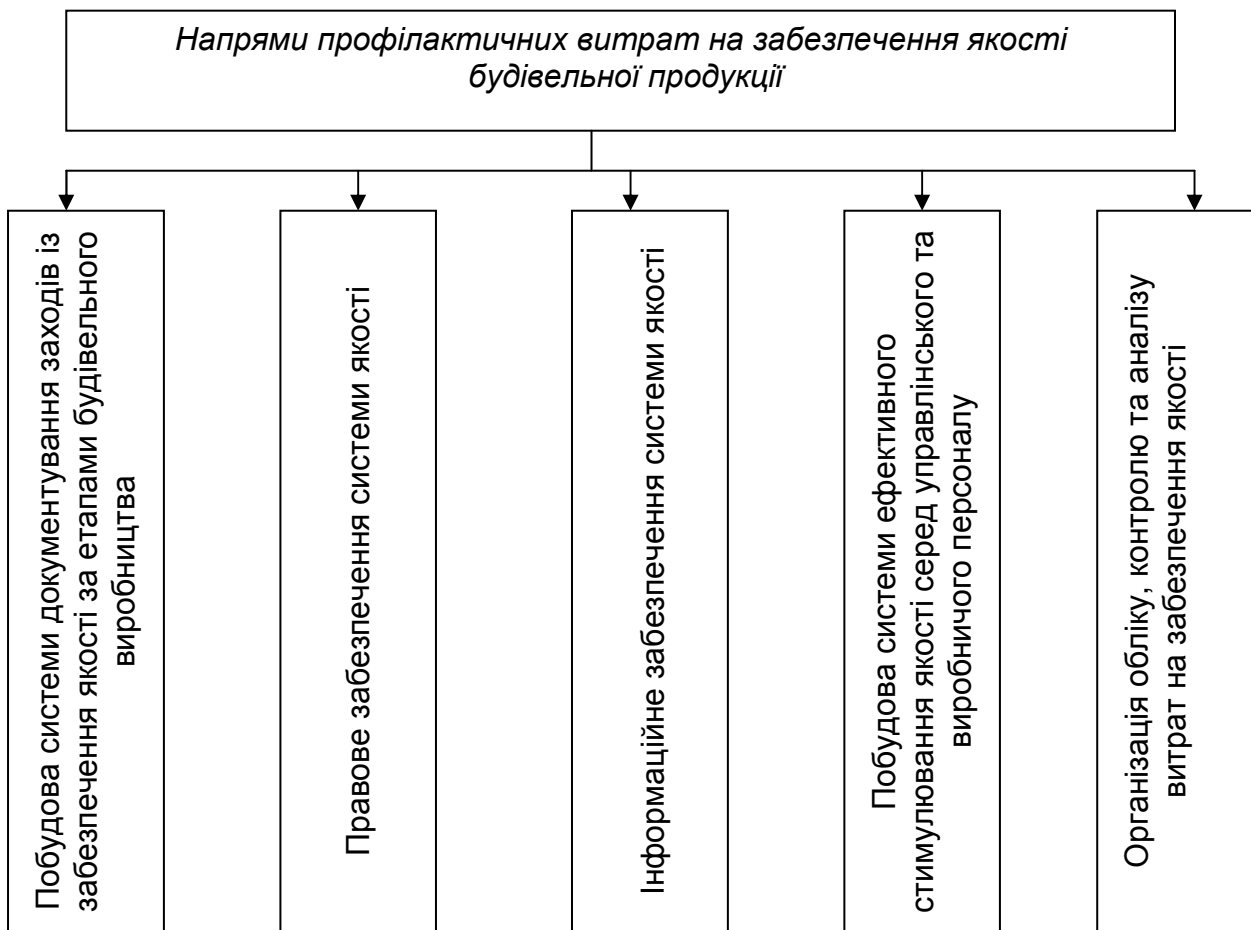 Напрями профілактичних витрат на забезпечення якості
будівельної продукції
Побудова системи документування заходів із
забезпечення якості за етапами будівельного
виробництва
Правове забезпечення системи якості
Інформаційне забезпечення системи якості
Побудова системи ефективного
стимулювання якості серед управлінського та
виробничого персоналу
Організація обліку, контролю та аналізу
витрат на забезпечення якості